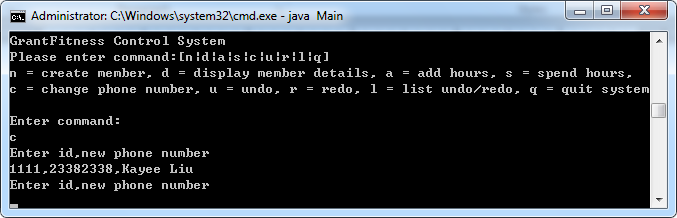 Administrator: C:\Windows\system32\cmd.exe - java Main
GrantFitness Control System
Please enter command:[n|d|a|s|c|u|r|l|q]
n = create member, d = display member details, a = add hours, s = spend hours,
c = change phone number, u = undo, r = redo, l = list undo/redo, q = quit system
Enter command:
c
Enter id,new phone number
1111,23382338,Kayee Liu
Enter id,new phone number